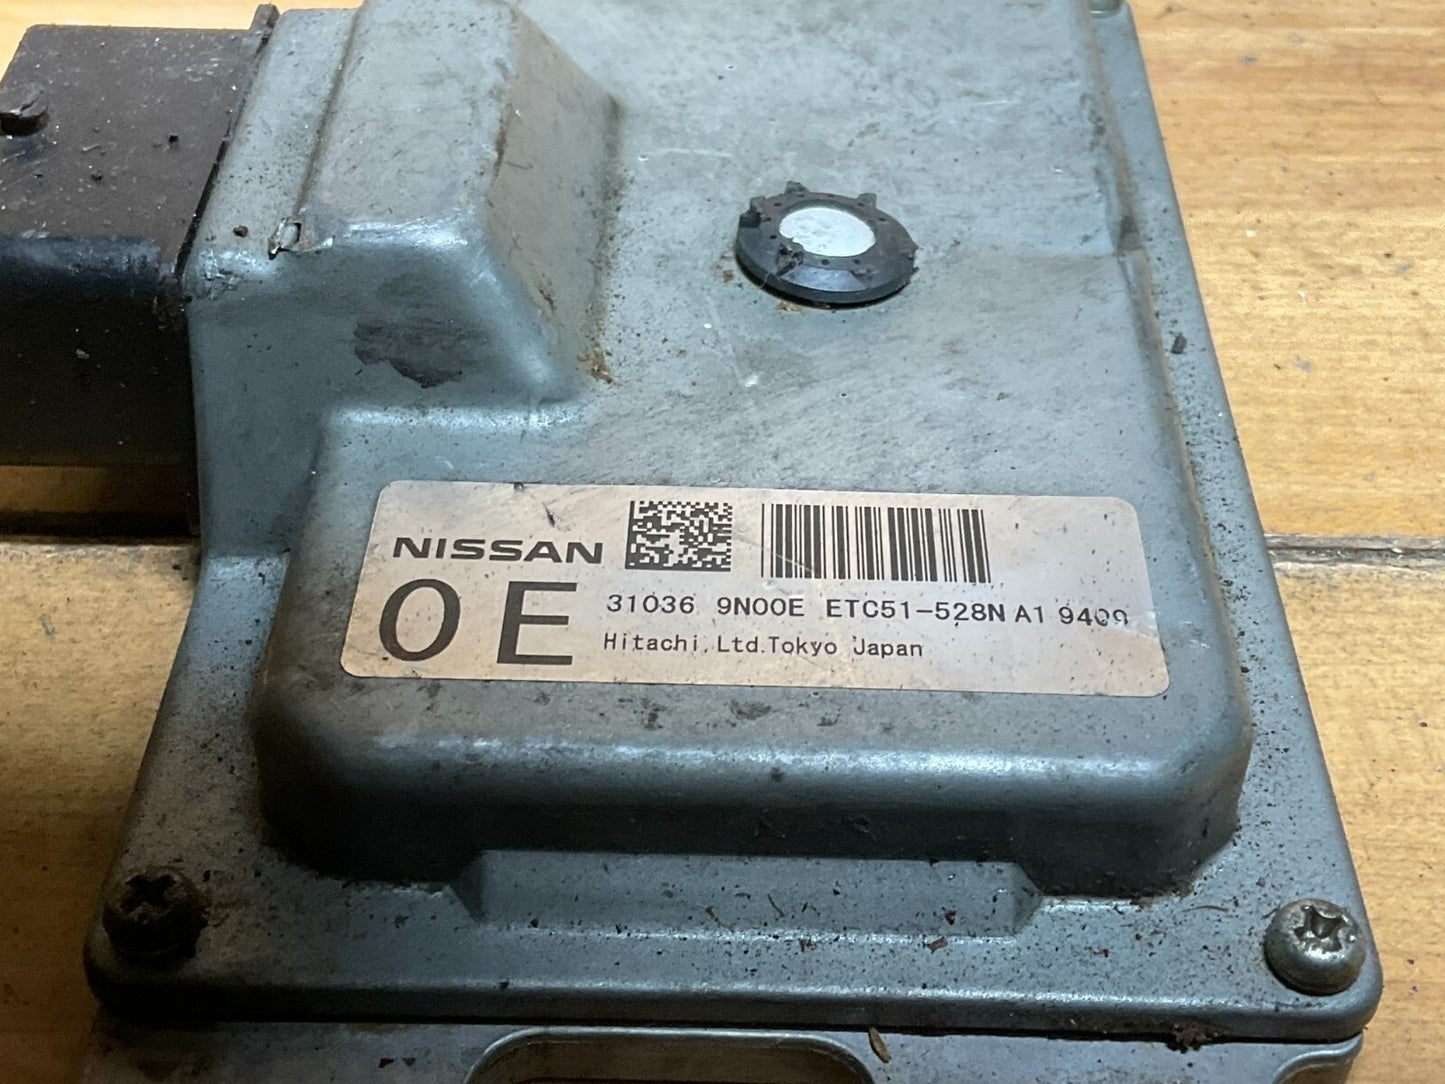 NISSAN
0E
31036 9N00E ETC51-528N A1 9409
Hitachi, Ltd. Tokyo Japan